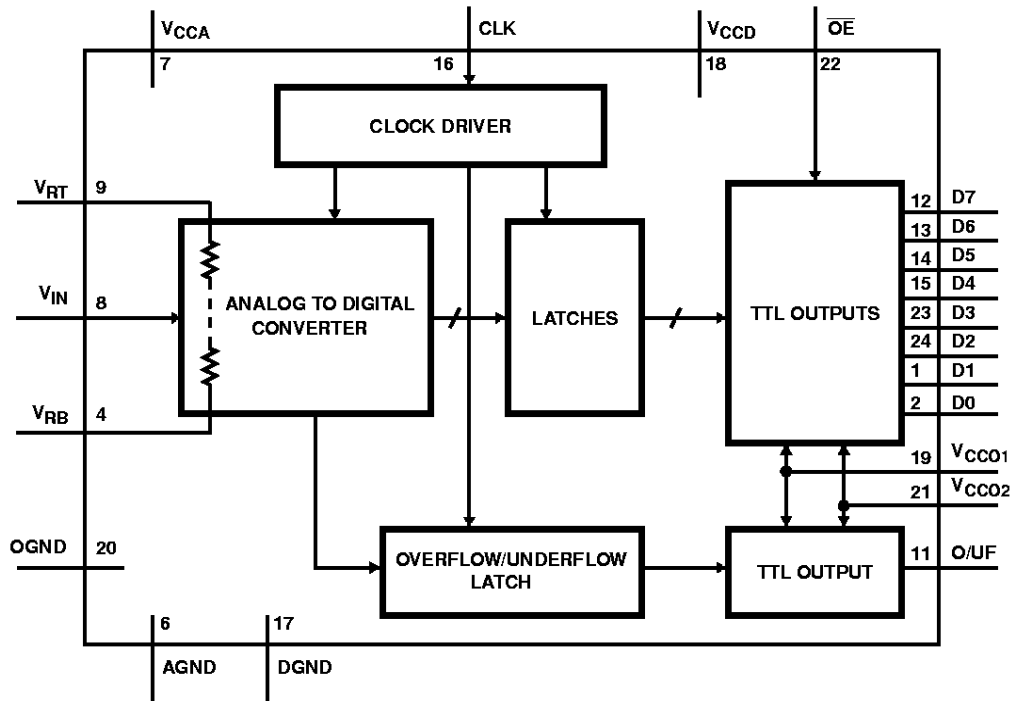 VCCA
CLK
VCCD
OE
7
16
18
22
CLOCK DRIVER
VRT
9
12
D7
13
D6
14
D5
15
D4
23
D3
24
D2
1
D1
2
D0
VIN
8
ANALOG TO DIGITAL
CONVERTER
LATCHES
TTL OUTPUTS
VRB
4
19
VCCO1
21
VCCO2
OGND
20
OVERFLOW/UNDERFLOW
LATCH
TTL OUTPUT
11
O/UF
6
17
AGND
DGND